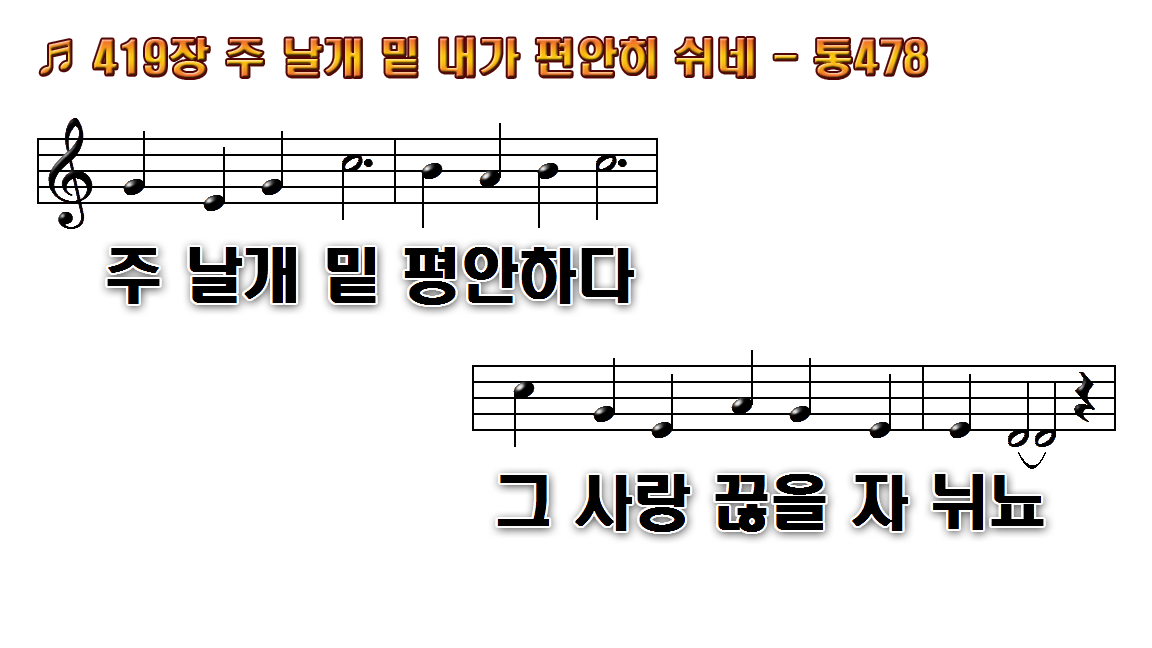 ♬ 419장 주 날개 밑 내가 편안히 쉬네 - 통478
주 날개 밑 평안하다
그 사랑 끊을 자 뉘뇨